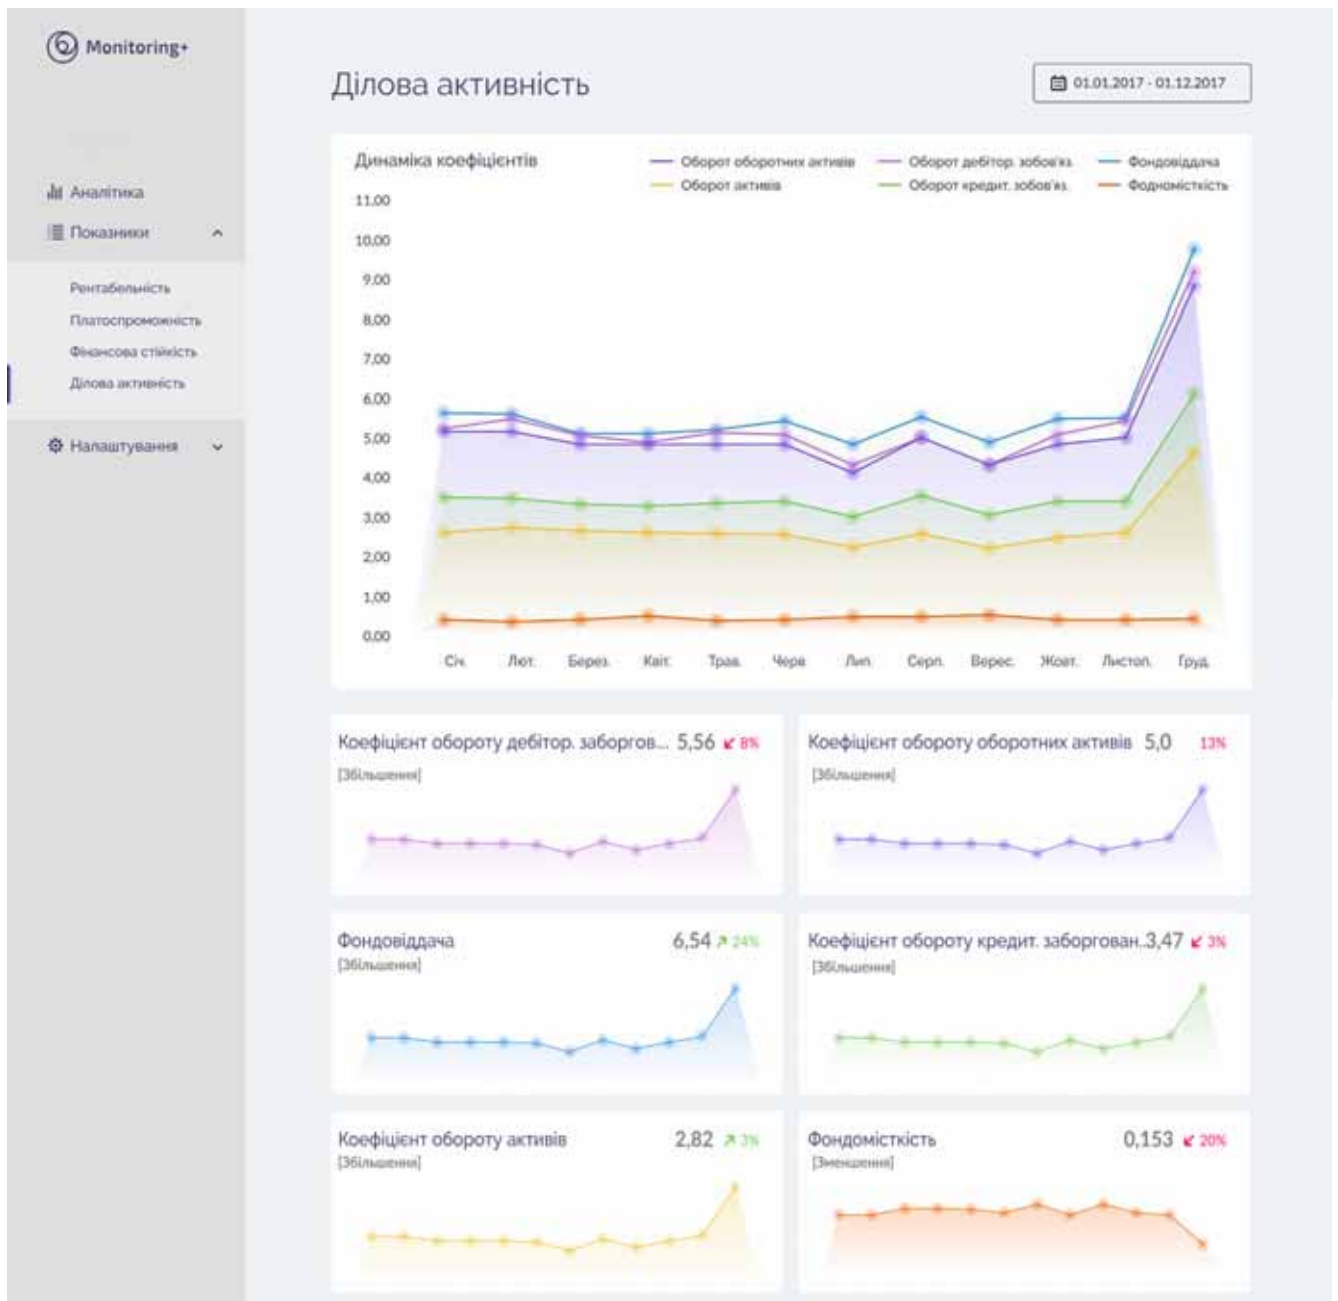 Monitoring+
Аналітика
Показники
Рентабельність
Платоспроможність
Фінансова стійкість
Ділова активність
Налаштування
Ділова активність
01.01.2017 - 01.12.2017
Динаміка коефіцієнтів
Оборот оборотних активів
Оборот дебітор. зобов'яз.
Фондовіддача
Оборот активів
Оборот кредит. зобов'яз.
Фодномісткість
11,00
10,00
9,00
8,00
7,00
6,00
5,00
4,00
3,00
2,00
1,00
0,00
Січ. Лют. Берез. Квіт. Трав. Черв. Лип. Серп. Верес. Жовт. Листоп. Груд.
Коефіцієнт обороту дебітор. заборгов... 5,56 8%
[Збільшення]
Коефіцієнт обороту оборотних активів 5,0 13%
[Збільшення]
Фондовіддача 6,54 24%
[Збільшення]
Коефіцієнт обороту кредит. заборгован..3,47 3%
[Збільшення]
Коефіцієнт обороту активів 2,82 3%
[Збільшення]
Фондомісткість 0,153 20%
[Зменшення]